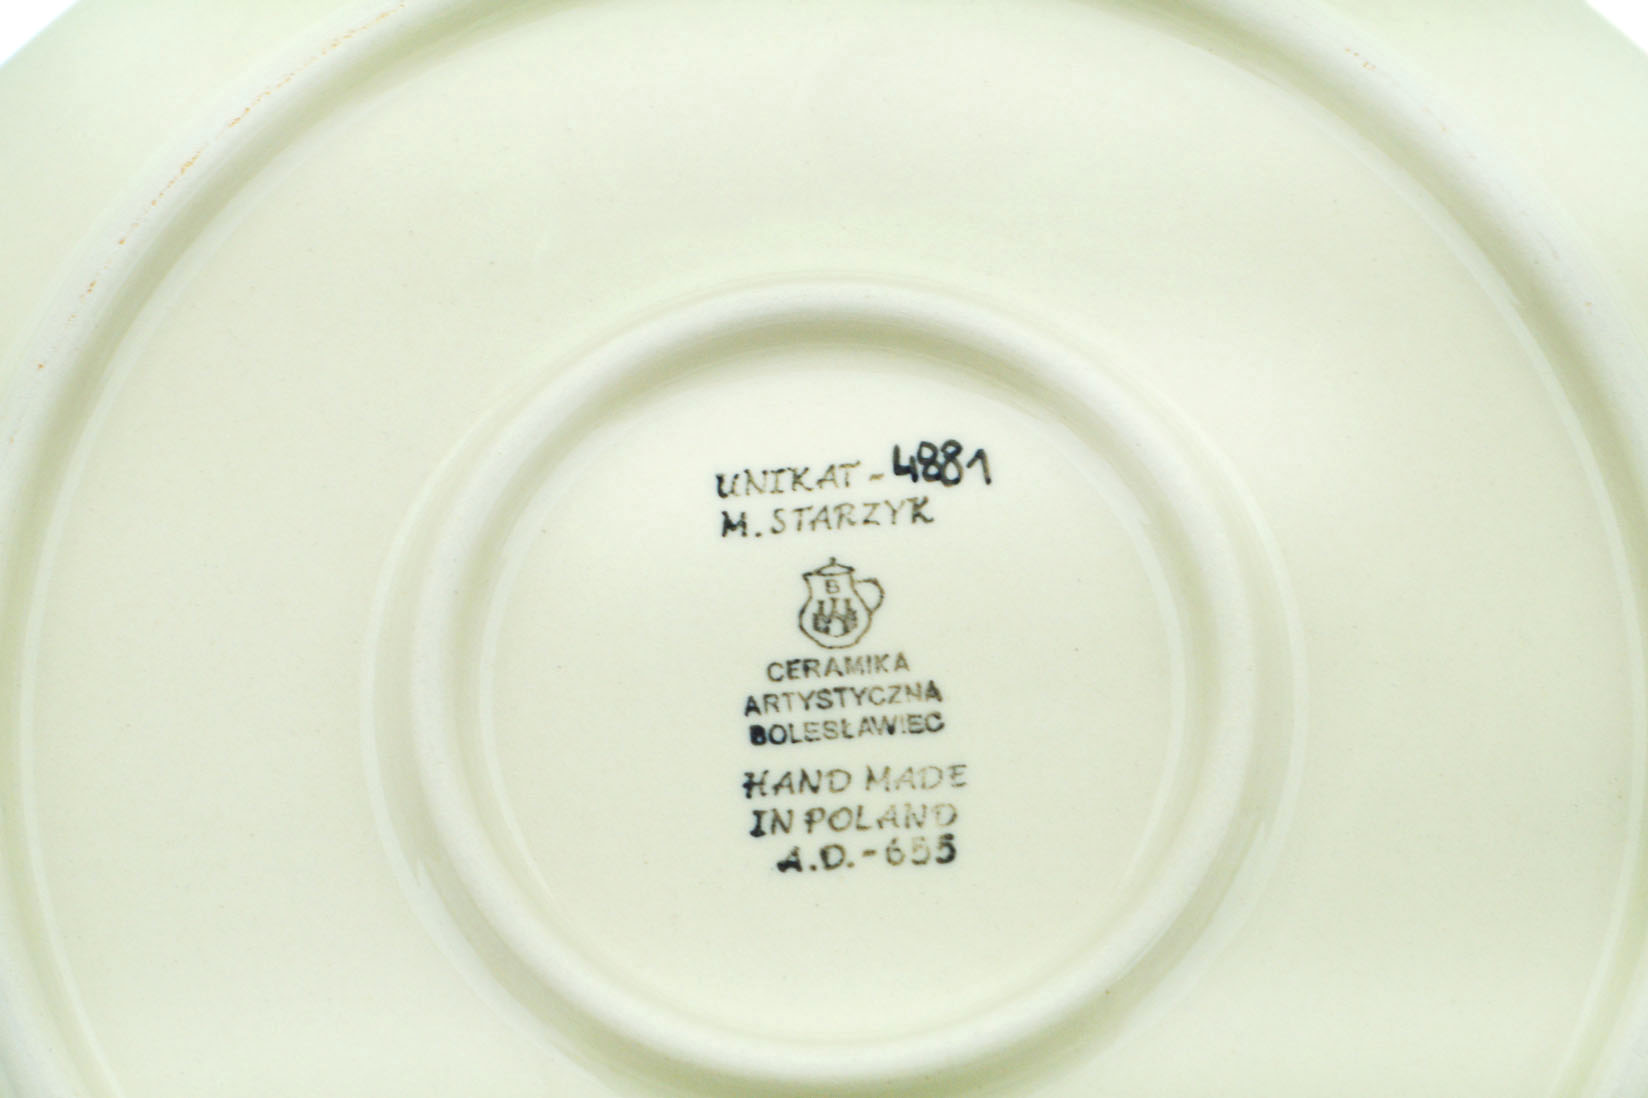 UNIKAT - 4881
M. STARZYK
B
CERAMIKA
ARTYSTYCZNA
BOLESŁAWIEC
HAND MADE
IN POLAND
A.D.-655